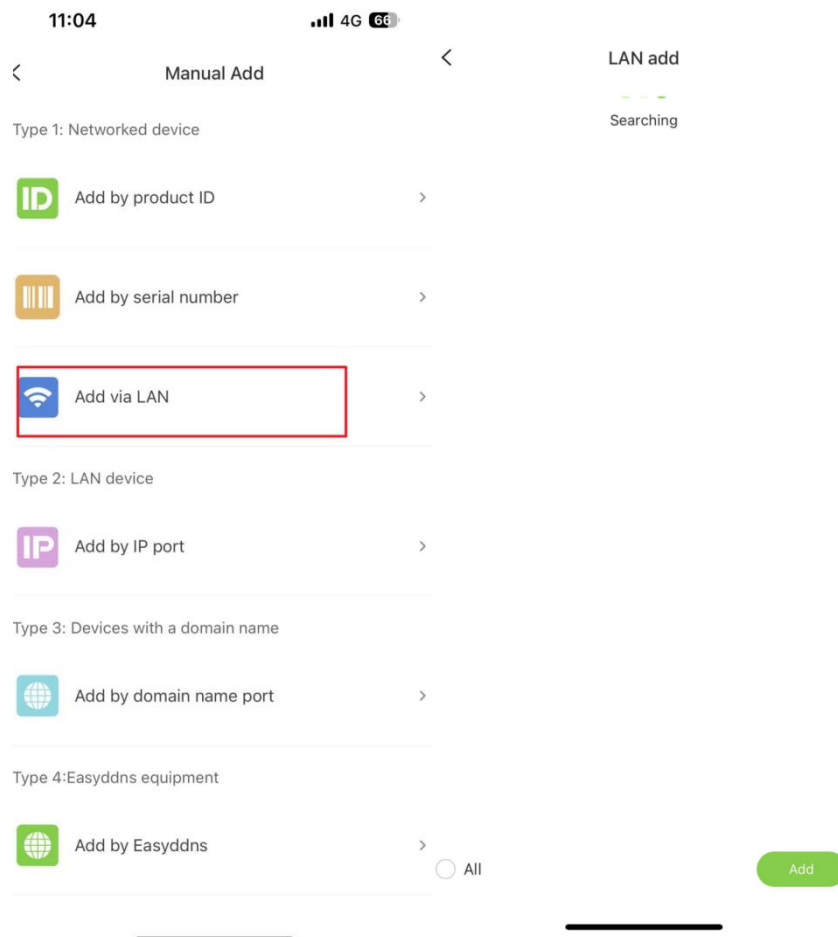 11:04
4G 66
Manual Add
Type 1: Networked device
ID Add by product ID
Add by serial number
Add via LAN
Type 2: LAN device
IP Add by IP port
Type 3: Devices with a domain name
Add by domain name port
Type 4:Easyddns equipment
Add by Easyddns
LAN add
Searching
All
Add